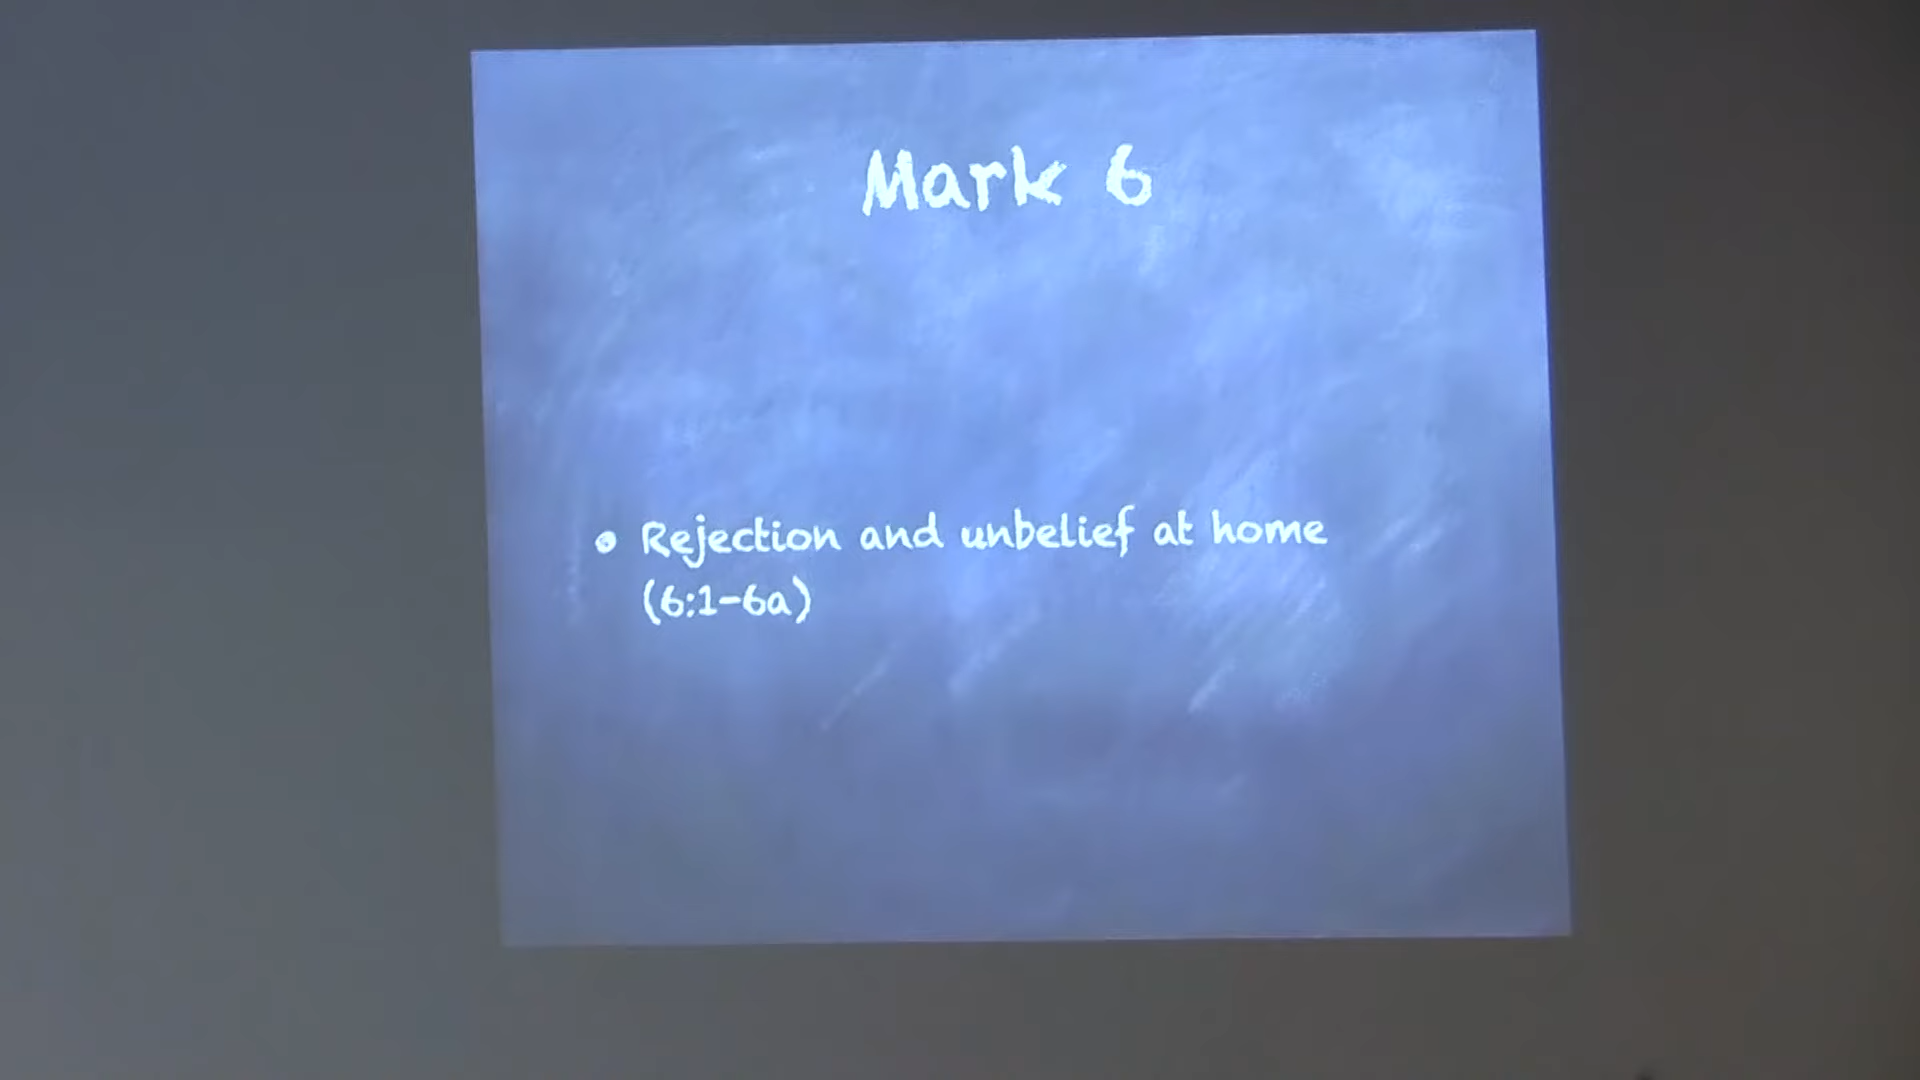 Mark 6
• Rejection and unbelief at home
(6:1-6a)